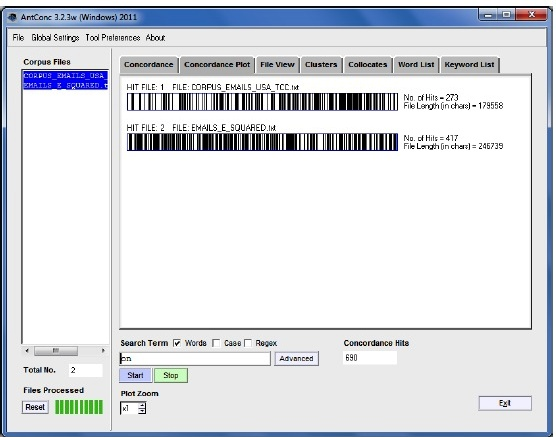 AntConc 3.2.3w (Windows) 2011
File Global Settings Tool Preferences About
Corpus Files
CORPUS_EMAILS_USA_
EMAILS_E_SQUARED.t
Concordance Concordance Plot File View Clusters Collocates Word List Keyword List
HIT FILE: 1 FILE: CORPUS_EMAILS_USA_TCC.txt
No. of Hits = 273
File Length (in chars) = 179558
HIT FILE: 2 FILE: EMAILS_E_SQUARED.txt
No. of Hits = 417
File Length (in chars) = 246739
Search Term Words Case Regex
on
Advanced
Concordance Hits
690
Total No. 2
Start Stop
Files Processed
Reset
Plot Zoom
x1
Exit